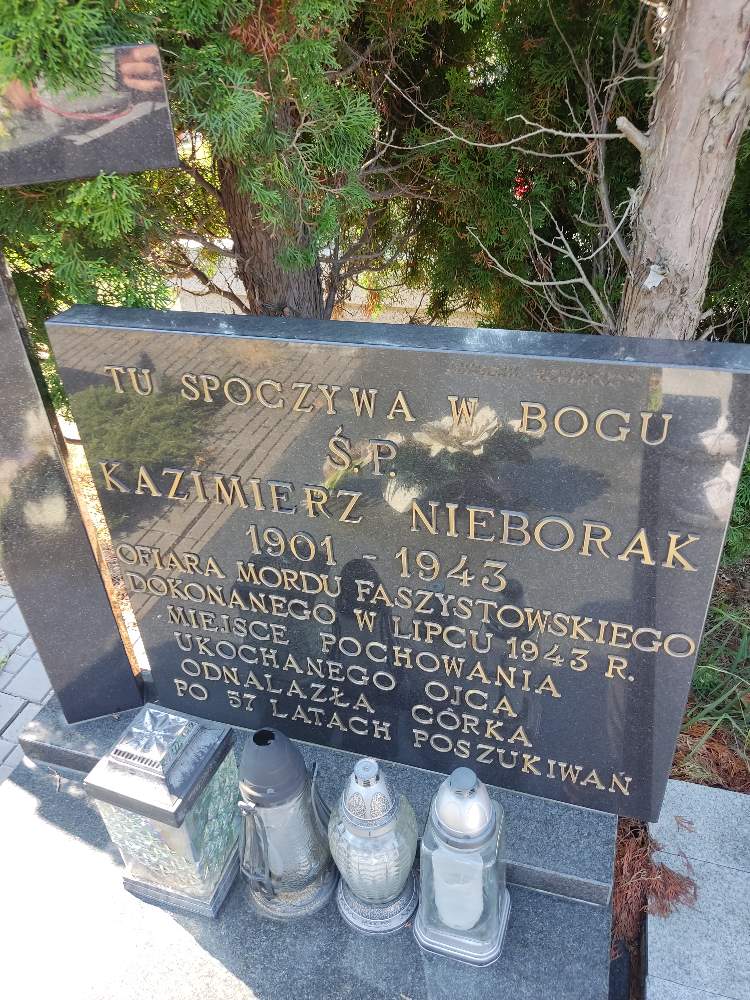 TU SPOCZYWA W BOGU
Ś.P.
KAZIMIERZ NIEBORAK
1901 - 1943
OFIARA MORDU FASZYSTOWSKIEGO
DOKONANEGO W LIPCU 1943 R.
MIEJSCE POCHOWANIA
UKOCHANEGO OJCA
ODNALAZŁA CÓRKA
PO 57 LATACH POSZUKIWAŃ